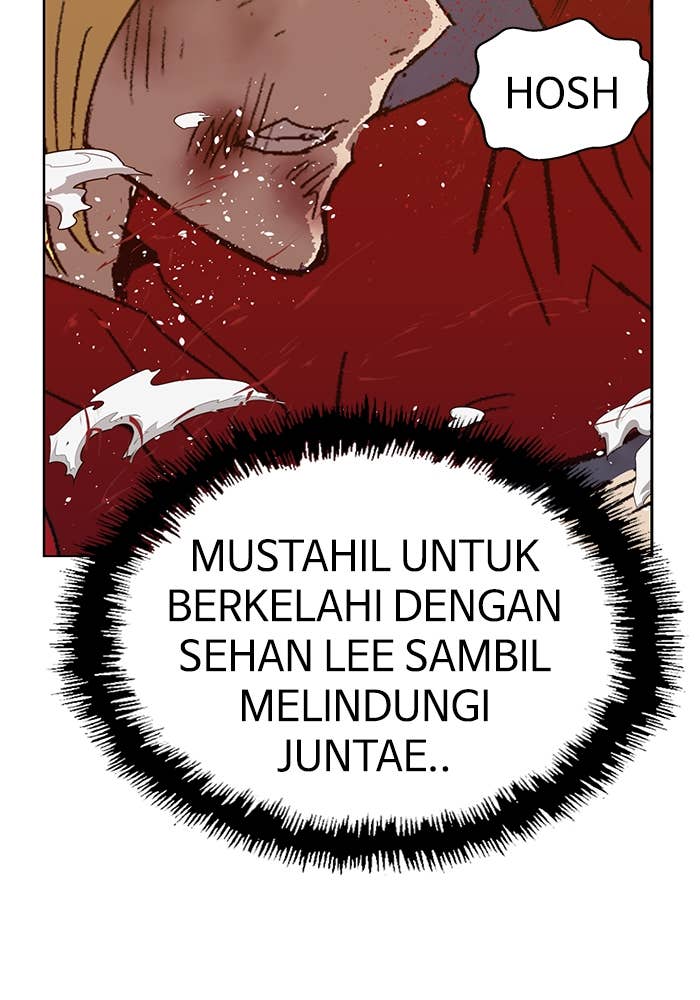 HOSH
MUSTAHIL UNTUK
BERKELAHI DENGAN
SEHAN LEE SAMBIL
MELINDUNGI
JUNTAE..